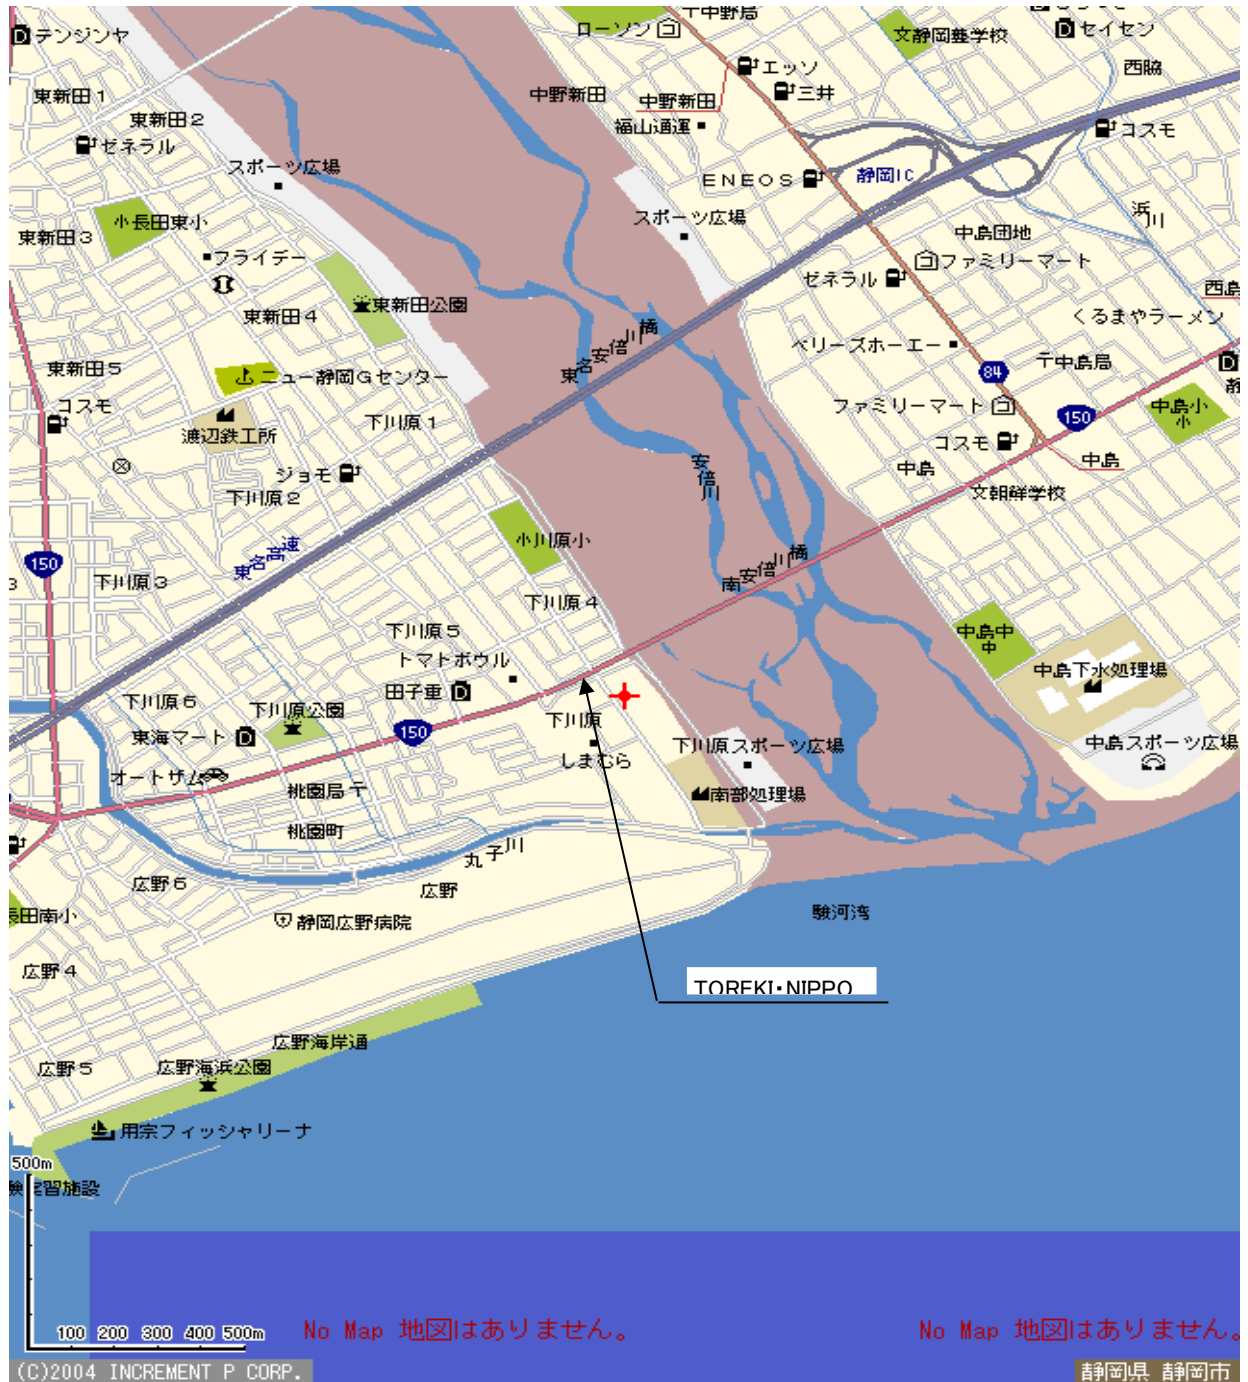 テンジンヤ
ローソン
〒中野局
文静岡聾学校
セイセン
西脇
エッソ
三井
東新田1
東新田2
中野新田
中野新田
福山通運
コスモ
ゼネラル
スポーツ広場
ENEOS
静岡IC
浜川
小長田東小
スポーツ広場
中島団地
東新田3
フライデー
ファミリーマート
ゼネラル
西島
東新田公園
東新田4
くるまやラーメン
東名安倍川橋
ベリーズホーエー
〒中島局
東新田5
ニュー静岡Gセンター
84
コスモ
下川原1
ファミリーマート
中島小
小
150
渡辺鉄工所
コスモ
中島
中島
ジョモ
安倍川
下川原2
文朝鮮学校
東名高速
小川原小
150
下川原3
南安倍川橋
下川原4
下川原5
中島中
中
トマトボウル
中島下水処理場
田子重
下川原6
下川原公園
下川原
150
東海マート
下川原スポーツ広場
中島スポーツ広場
しまむら
オートザム
桃園局〒
南部処理場
桃園町
丸子川
広野6
広野
長田南小
静岡広野病院
駿河湾
広野4
TOREKI・NIPPO
広野海岸通
広野5
広野海浜公園
用宗フィッシャリーナ
500m
実習施設
100 200 300 400 500m
No Map 地図はありません。
No Map 地図はありません。
(C)2004 INCREMENT P CORP.
静岡県 静岡市